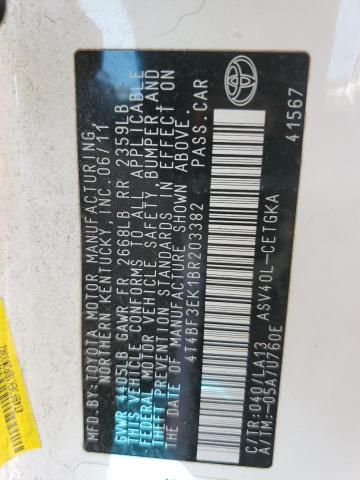 MFD.BY:TOYOTA MOTOR MANUFACTURING,
NORTHERN KENTUCKY, INC. 06/11
GVWR 4405LB GAWR FR 2668LB RR 2359LB
THIS VEHICLE CONFORMS TO ALL APPLICABLE
FEDERAL MOTOR VEHICLE SAFETY, BUMPER, AND
THEFT PREVENTION STANDARDS IN EFFECT
ON THE DATE OF MANUFACTURE SHOWN ABOVE.
4T4BF3EK1BR203382 PASS.CAR
C/TR:040/LA13 ASV40L-CETGKA
A/TM:-05A/U760E
41567